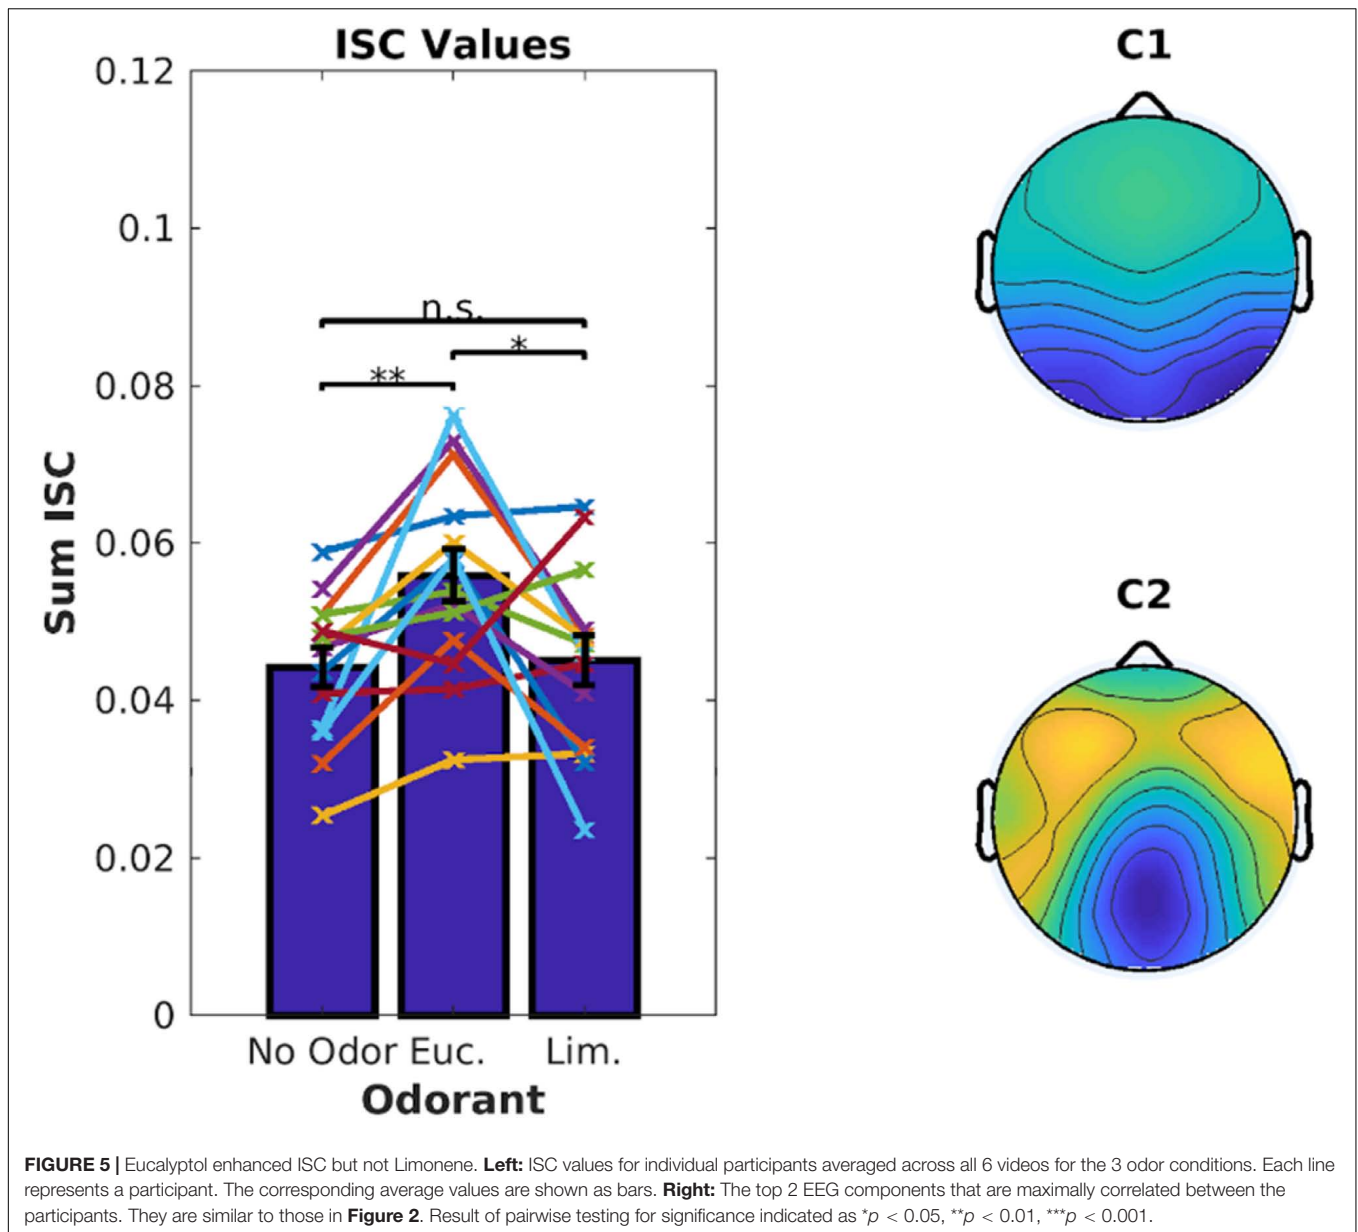 ISC Values
C1
0.12
0.1
n.s.
*
**
0.08
Sum ISC
0.06
C2
0.04
0.02
0
No Odor Euc. Lim.
Odorant
FIGURE 5 | Eucalyptol enhanced ISC but not Limonene. Left: ISC values for individual participants averaged across all 6 videos for the 3 odor conditions. Each line
represents a participant. The corresponding average values are shown as bars. Right: The top 2 EEG components that are maximally correlated between the
participants. They are similar to those in Figure 2. Result of pairwise testing for significance indicated as *p < 0.05, **p < 0.01, ***p < 0.001.